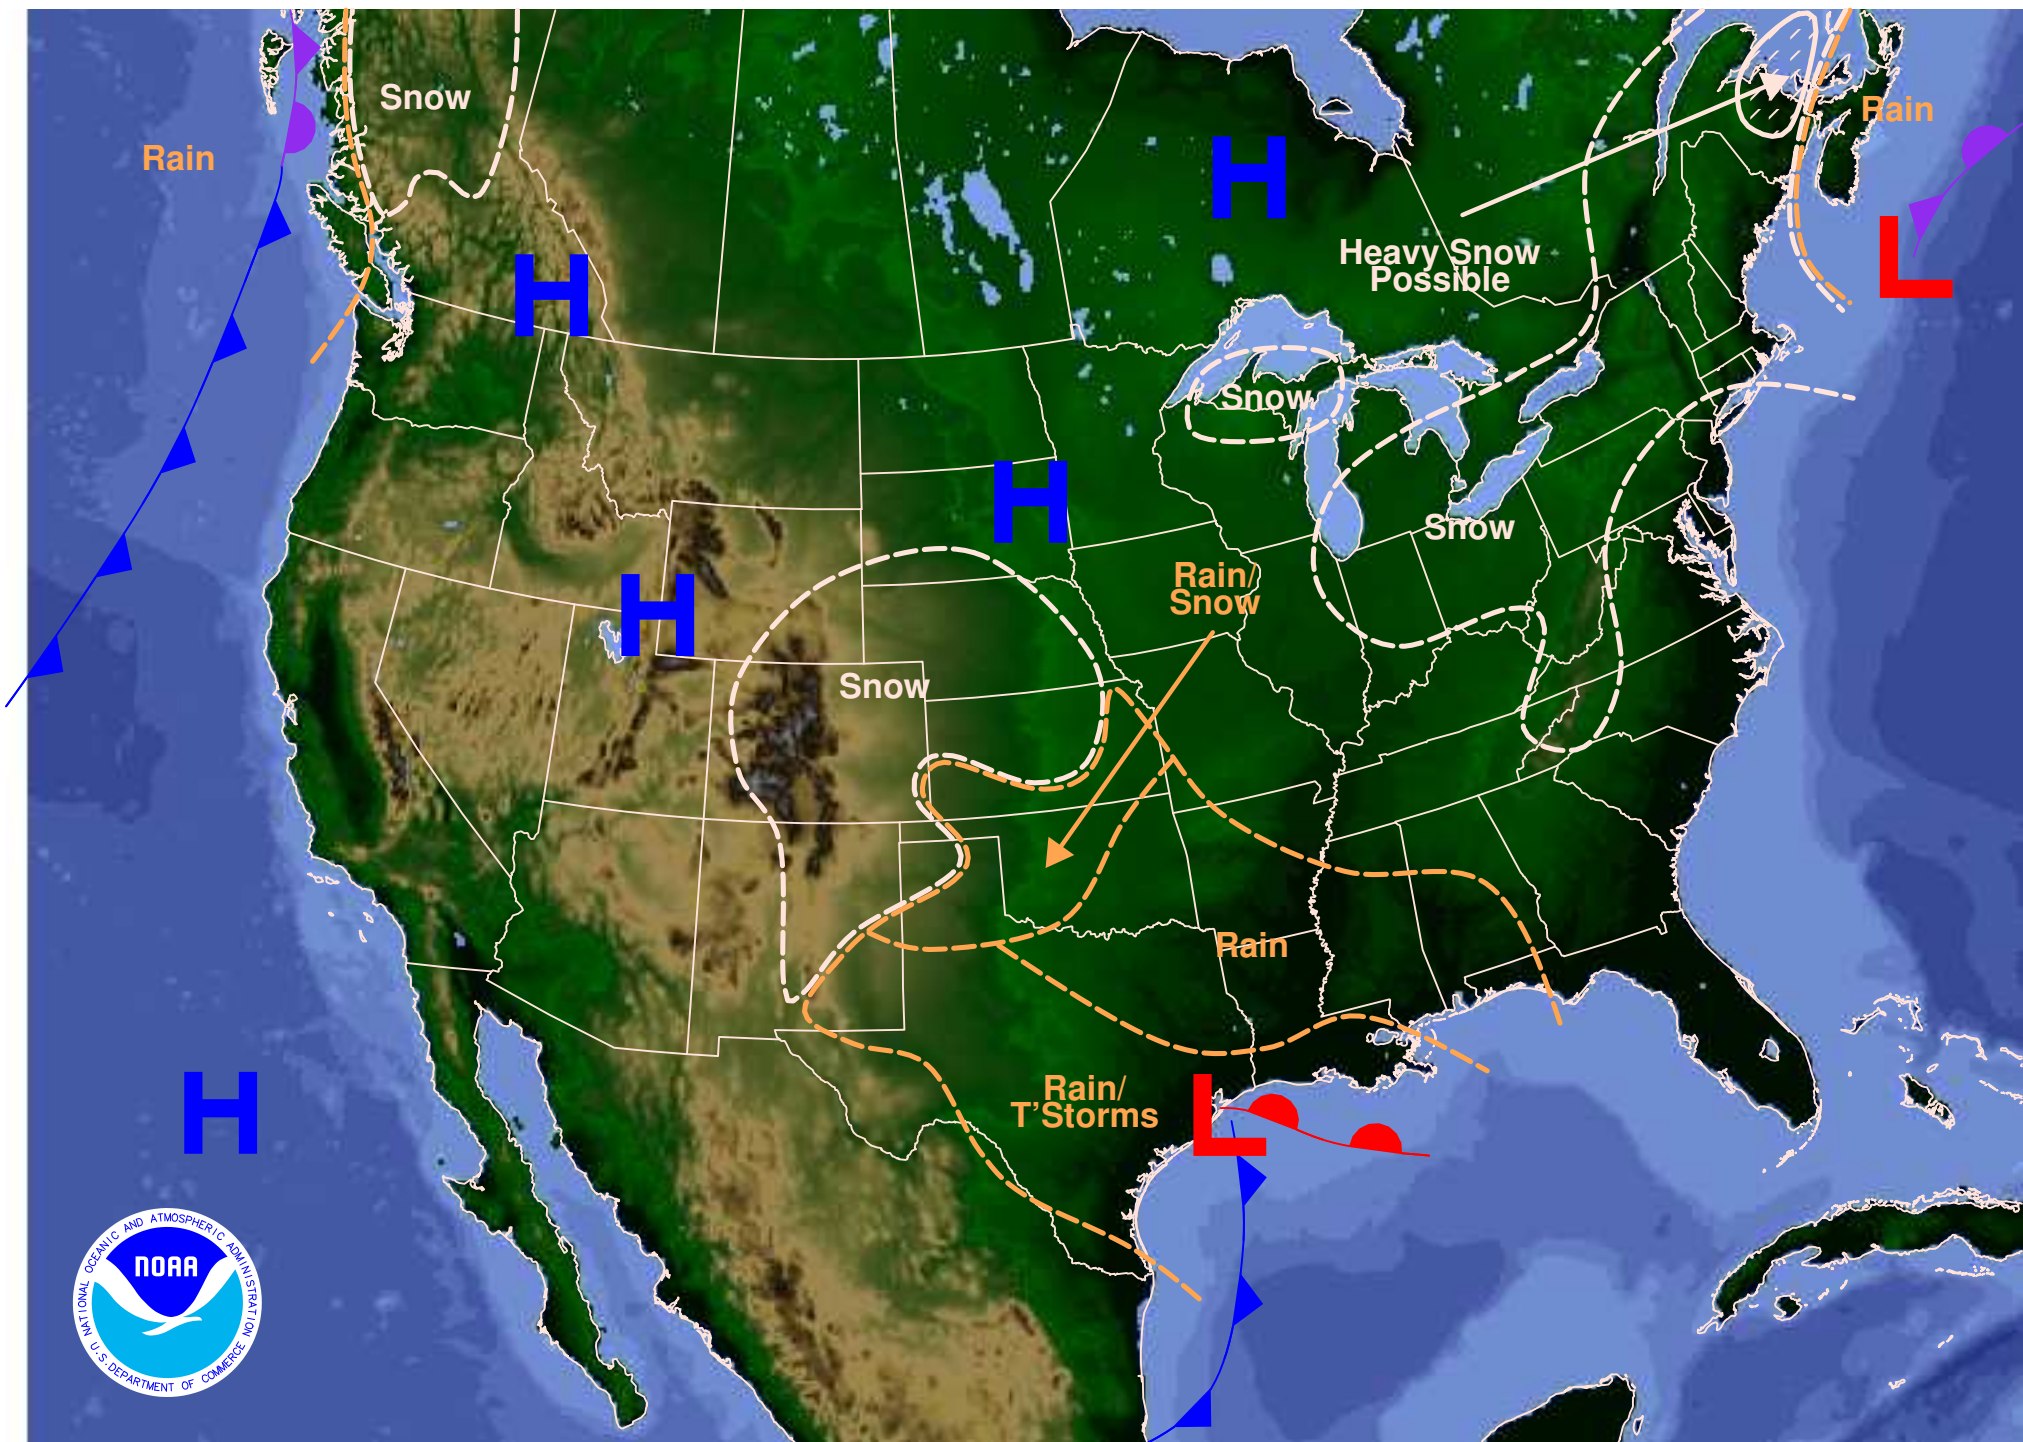 Snow
Rain
Rain
H
H
Heavy Snow
Possible
L
Snow
H
Snow
Rain/
Snow
H
Snow
Rain
H
Rain/
T'Storms
L
NATIONAL OCEANIC AND ATMOSPHERIC ADMINISTRATION
NOAA
U.S. DEPARTMENT OF COMMERCE